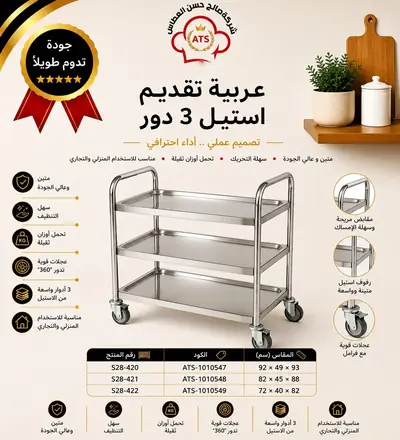 شركة صالح حسن العطاس
ATS
جودة
تدوم طويلاً
عربية تقديم
استيل 3 دور
تصميم عملي .. أداء احترافي
متين و عالي الجودة • سهلة التحريك • تحمل أوزان ثقيلة • مناسب للاستخدام المنزلي والتجاري
متين
وعالي الجودة
سهل
التنظيف
تحمل أوزان
ثقيلة
KG
عجلات قوية
تدور "360°
3 أدوار واسعة
من الاستيل
مناسبة للاستخدام
المنزلي والتجاري
مقابض مريحة
وسهلة الإمساك
رفوف استيل
متينة وواسعة
عجلات قوية
مع فرامل
رقم المنتج الكود المقاس (سم)
S28-420 ATS-1010547 92 × 49 × 93
S28-421 ATS-1010548 82 × 45 × 88
S28-422 ATS-1010549 72 × 40 × 82
مناسبة للاستخدام
المنزلي والتجاري
3 أدوار واسعة
من الاستيل
عجلات قوية
تدور "360°
تحمل أوزان
ثقيلة
سهل
التنظيف
متين
وعالي الجودة